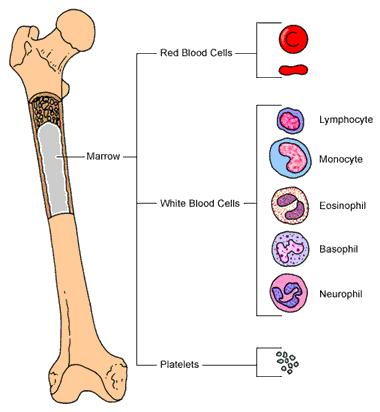 Red Blood Cells
Lymphocyte
Monocyte
Marrow
White Blood Cells
Eosinophil
Basophil
Neurophil
Platelets